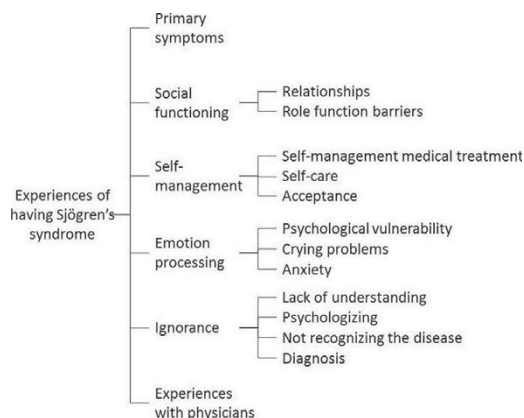 Primary
symptoms
Social
functioning
Relationships
Role function barriers
Self-
management
Self-management medical treatment
Self-care
Acceptance
Experiences of
having Sjögren's
syndrome
Emotion
processing
Psychological vulnerability
Crying problems
Anxiety
Ignorance
Lack of understanding
Psychologizing
Not recognizing the disease
Diagnosis
Experiences
with physicians